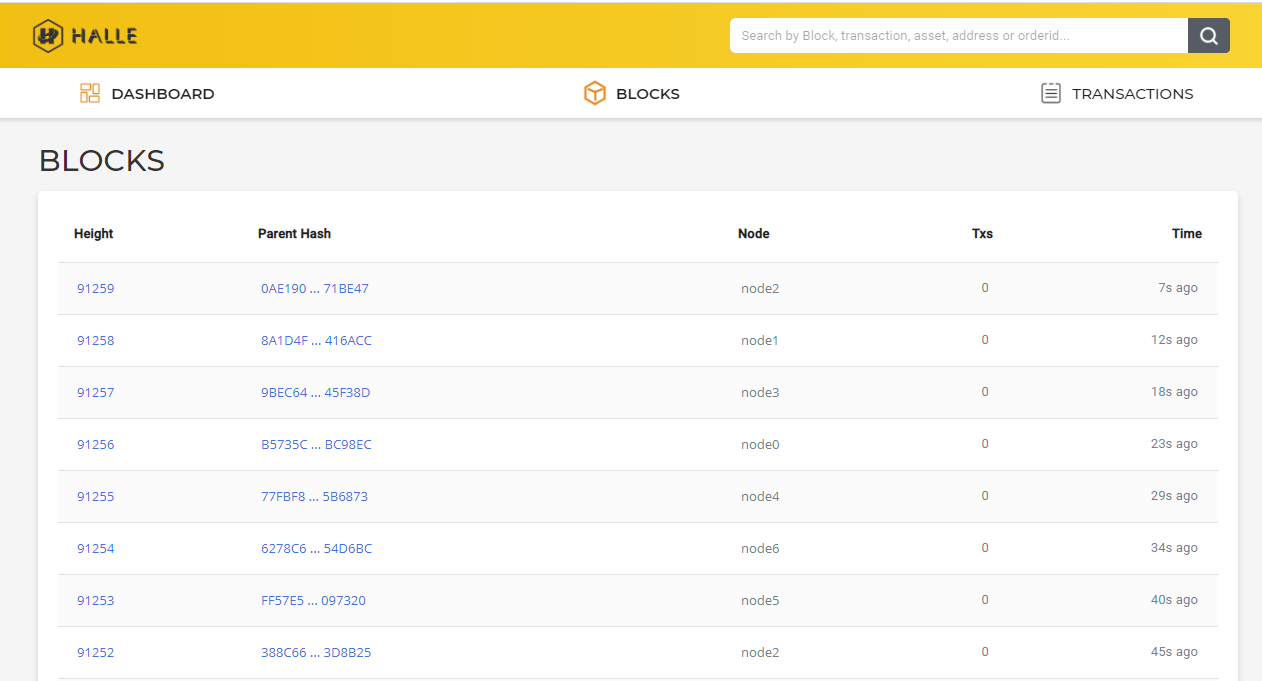 HALLE
Search by Block, transaction, asset, address or orderid...
DASHBOARD BLOCKS TRANSACTIONS
BLOCKS
Height Parent Hash Node Txs Time
91259 0AE190 ... 71BE47 node2 0 7s ago
91258 8A1D4F ... 416ACC node1 0 12s ago
91257 9BEC64 ... 45F38D node3 0 18s ago
91256 B5735C ... BC98EC node0 0 23s ago
91255 77FBF8 ... 5B6873 node4 0 29s ago
91254 6278C6 ... 54D6BC node6 0 34s ago
91253 FF57E5 ... 097320 node5 0 40s ago
91252 388C66 ... 3D8B25 node2 0 45s ago